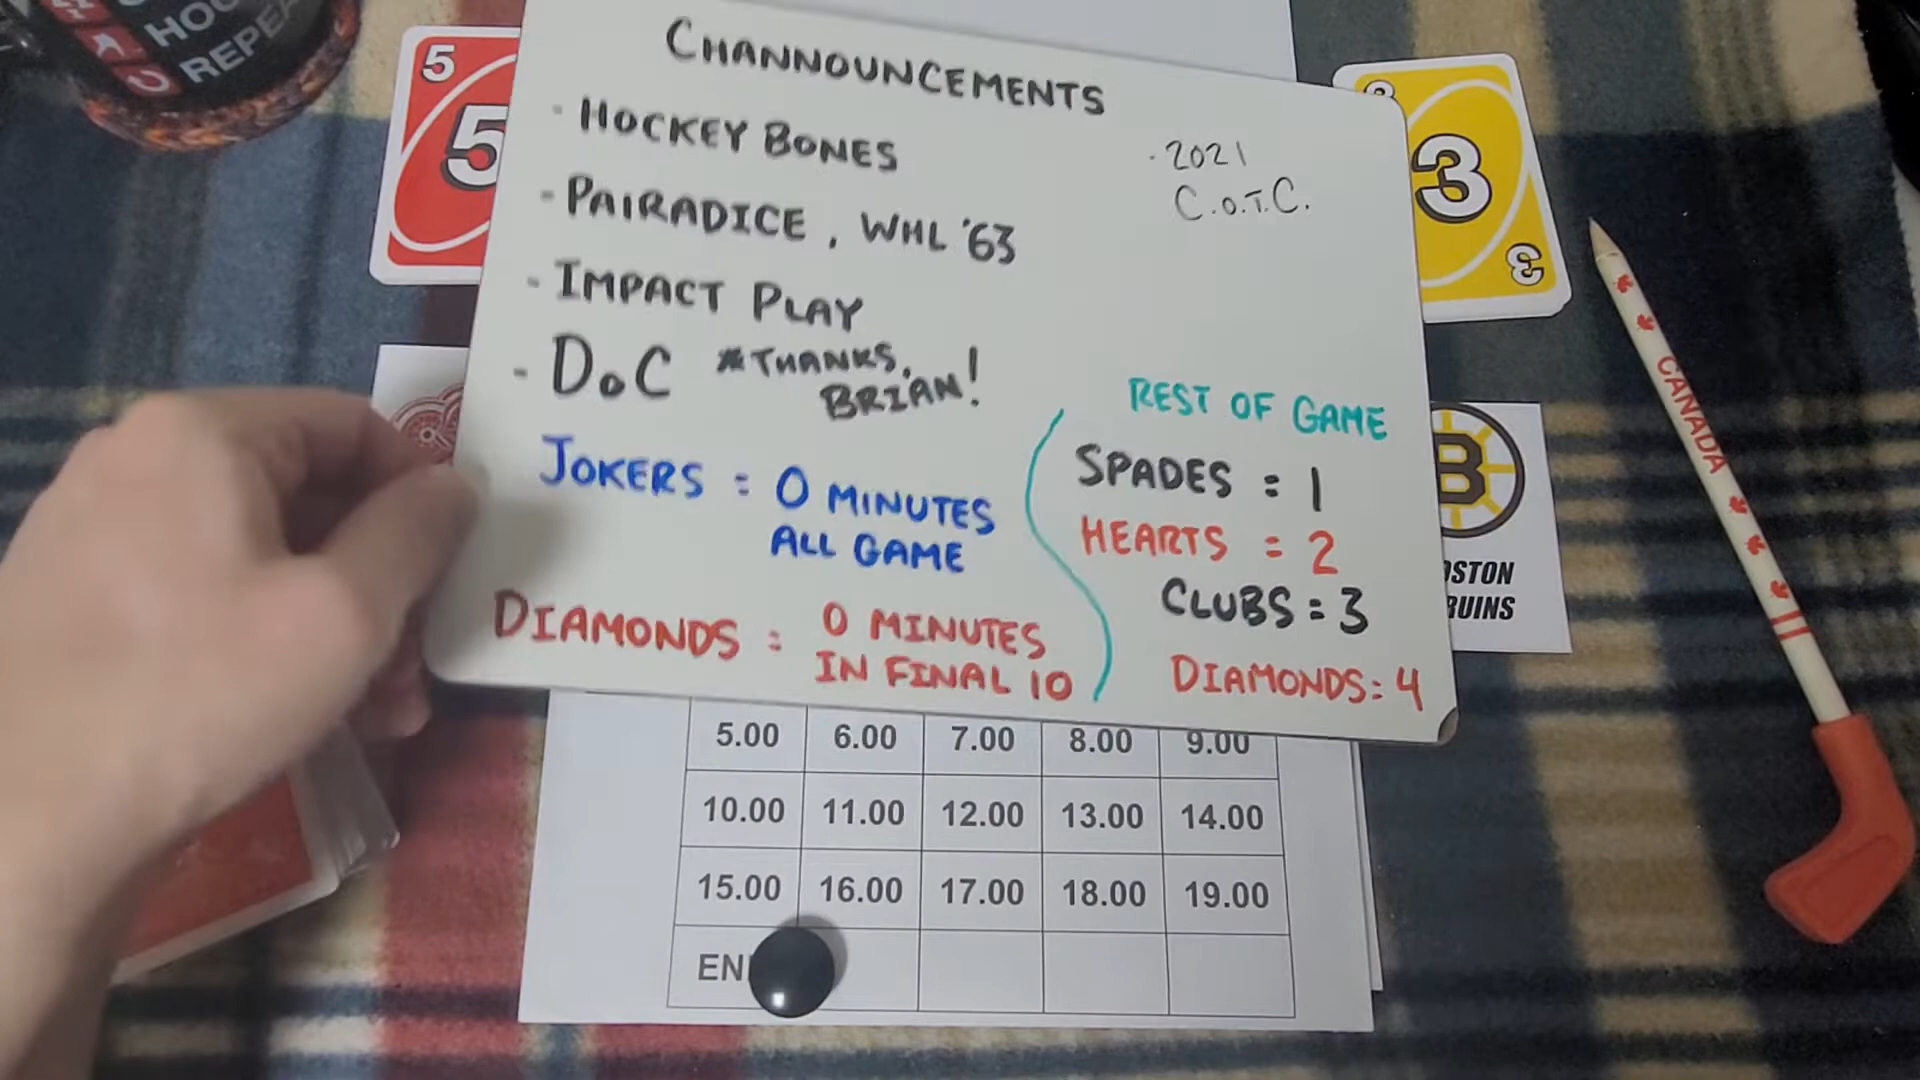 HOC
REPEA
5
5
CHANNOUNCEMENTS
- HOCKEY BONES
- PAIRADICE, WHL '63
- IMPACT PLAY
- DoC *THANKS,
BRIAN!
- 2021
C.O.T.C.
JOKERS = 0 MINUTES
ALL GAME
DIAMONDS = 0 MINUTES
IN FINAL 10
REST OF GAME
SPADES = 1
HEARTS = 2
CLUBS = 3
DIAMONDS = 4
3
3
B
OSTON
RUINS
CANADA
5.00 6.00 7.00 8.00 9.00
10.00 11.00 12.00 13.00 14.00
15.00 16.00 17.00 18.00 19.00
EN